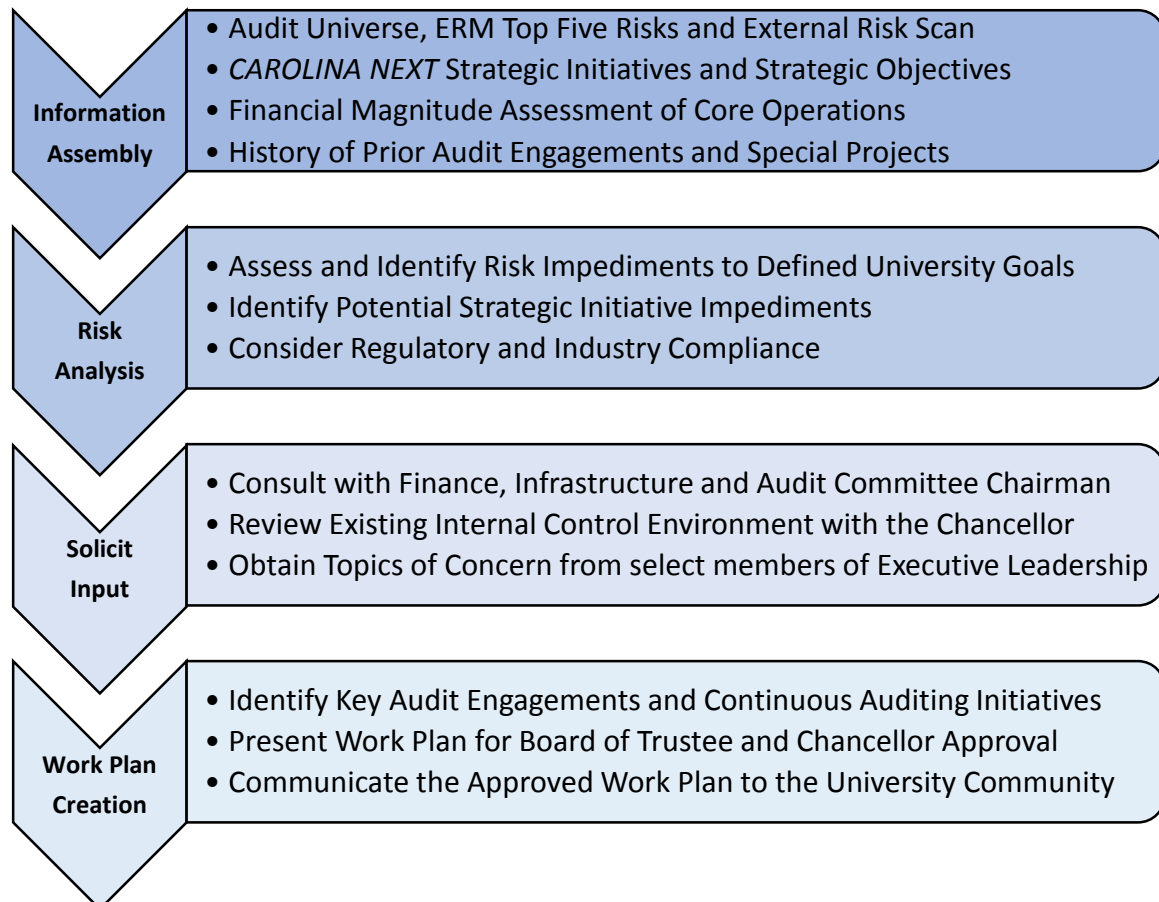 Information
Assembly
• Audit Universe, ERM Top Five Risks and External Risk Scan
• CAROLINA NEXT Strategic Initiatives and Strategic Objectives
• Financial Magnitude Assessment of Core Operations
• History of Prior Audit Engagements and Special Projects
Risk
Analysis
• Assess and Identify Risk Impediments to Defined University Goals
• Identify Potential Strategic Initiative Impediments
• Consider Regulatory and Industry Compliance
Solicit
Input
• Consult with Finance, Infrastructure and Audit Committee Chairman
• Review Existing Internal Control Environment with the Chancellor
• Obtain Topics of Concern from select members of Executive Leadership
Work Plan
Creation
• Identify Key Audit Engagements and Continuous Auditing Initiatives
• Present Work Plan for Board of Trustee and Chancellor Approval
• Communicate the Approved Work Plan to the University Community